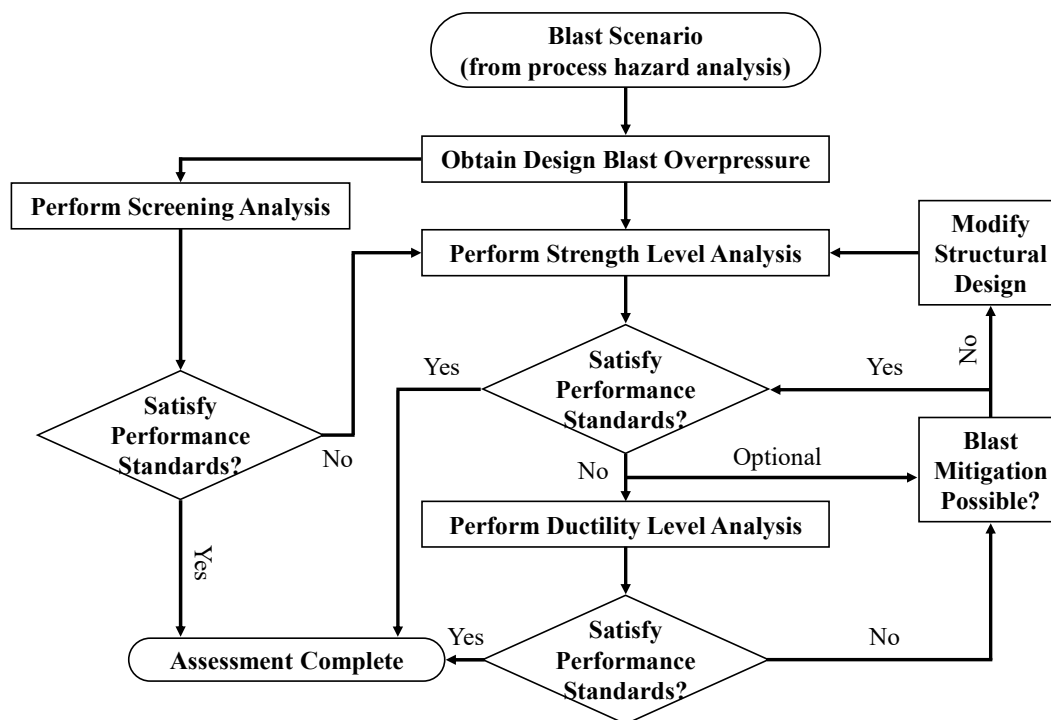 Blast Scenario
(from process hazard analysis)
Obtain Design Blast Overpressure
Perform Screening Analysis
Perform Strength Level Analysis
Modify
Structural
Design
Yes
Satisfy
Performance
Standards?
Yes
No
Satisfy
Performance
Standards?
No
No
Optional
Blast
Mitigation
Possible?
Perform Ductility Level Analysis
Yes
Assessment Complete
Yes
Satisfy
Performance
Standards?
No